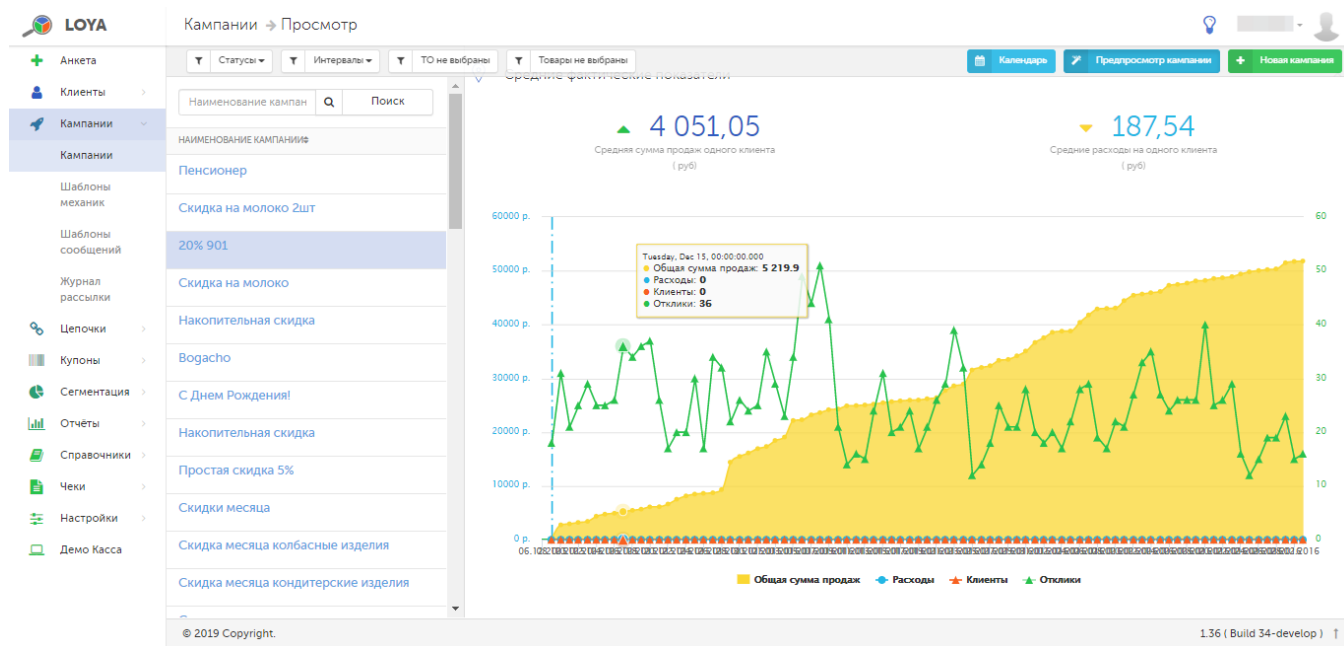 LOYA
Кампании → Просмотр
Анкета
Клиенты
Кампании
Кампании
Шаблоны
механик
Шаблоны
сообщений
Журнал
рассылки
Цепочки
Купоны
Сегментация
Отчёты
Справочники
Чеки
Настройки
Демо Касса
Статусы
Интервалы
ТО не выбраны
Товары не выбраны
Календарь
Предпросмотр кампании
Новая кампания
Наименование кампан
Поиск
НАИМЕНОВАНИЕ КАМПАНИИ
Пенсионер
Скидка на молоко 2шт
20% 901
Скидка на молоко
Накопительная скидка
Bogacho
С Днем Рождения!
Накопительная скидка
Простая скидка 5%
Скидки месяца
Скидка месяца колбасные изделия
Скидка месяца кондитерские изделия
Средние фактические показатели
4 051,05
Средняя сумма продаж одного клиента
( руб)
187,54
Средние расходы на одного клиента
( руб)
60000 р.
50000 р.
40000 р.
30000 р.
20000 р.
10000 р.
0 р.
60
50
40
30
20
10
0
Tuesday, Dec 15, 00:00:00.000
Общая сумма продаж: 5 219.9
Расходы: 0
Клиенты: 0
Отклики: 36
Общая сумма продаж
Расходы
Клиенты
Отклики
© 2019 Copyright.
1.36 ( Build 34-develop )